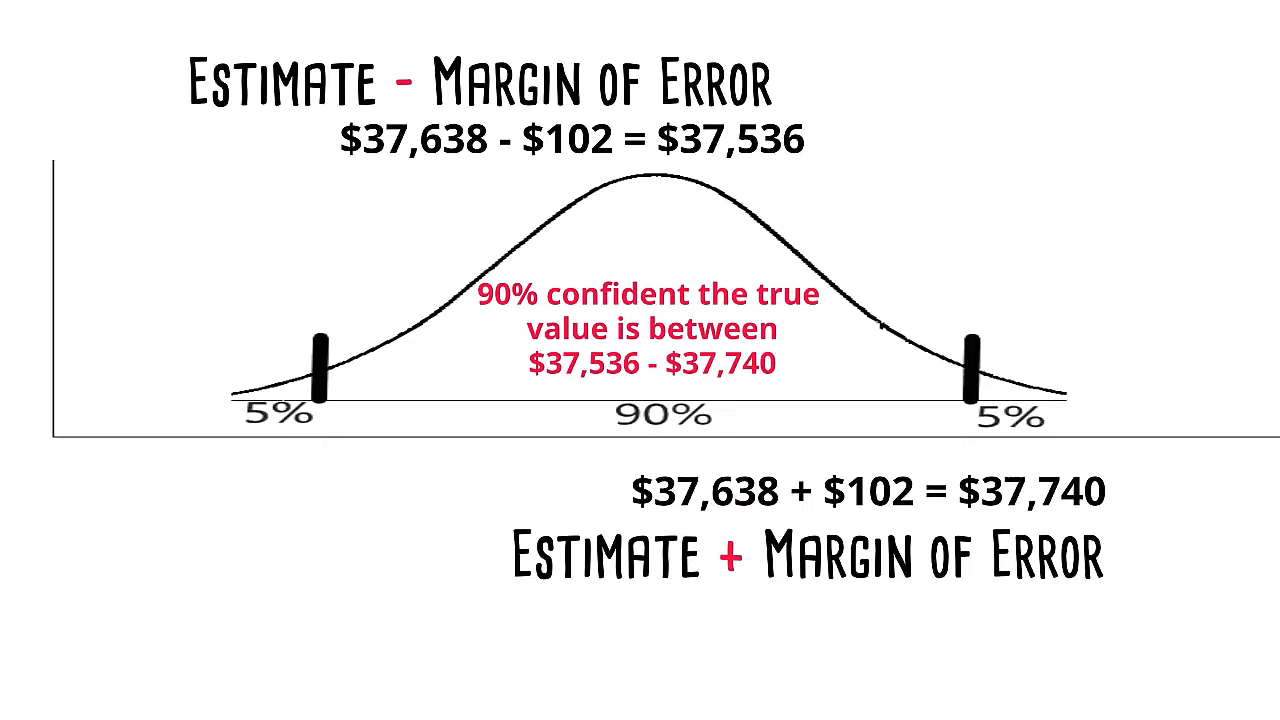 ESTIMATE - MARGIN OF ERROR
$37,638 - $102 = $37,536
90% confident the true
value is between
$37,536 - $37,740
5% 90% 5%
$37,638 + $102 = $37,740
ESTIMATE + MARGIN OF ERROR